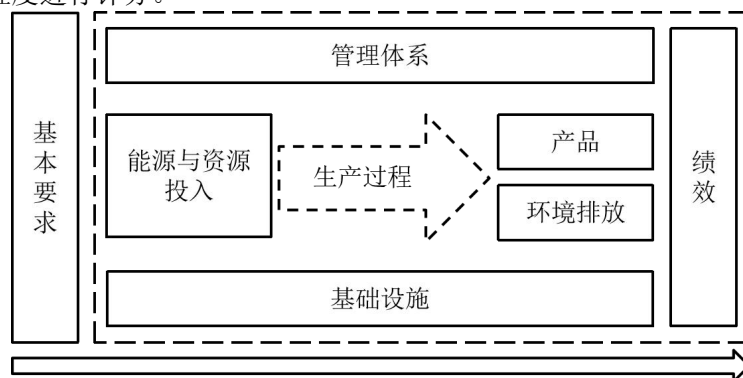 管理体系
基
本
要
求
能源与资源
投入
生产过程
产品
环境排放
绩
效
基础设施